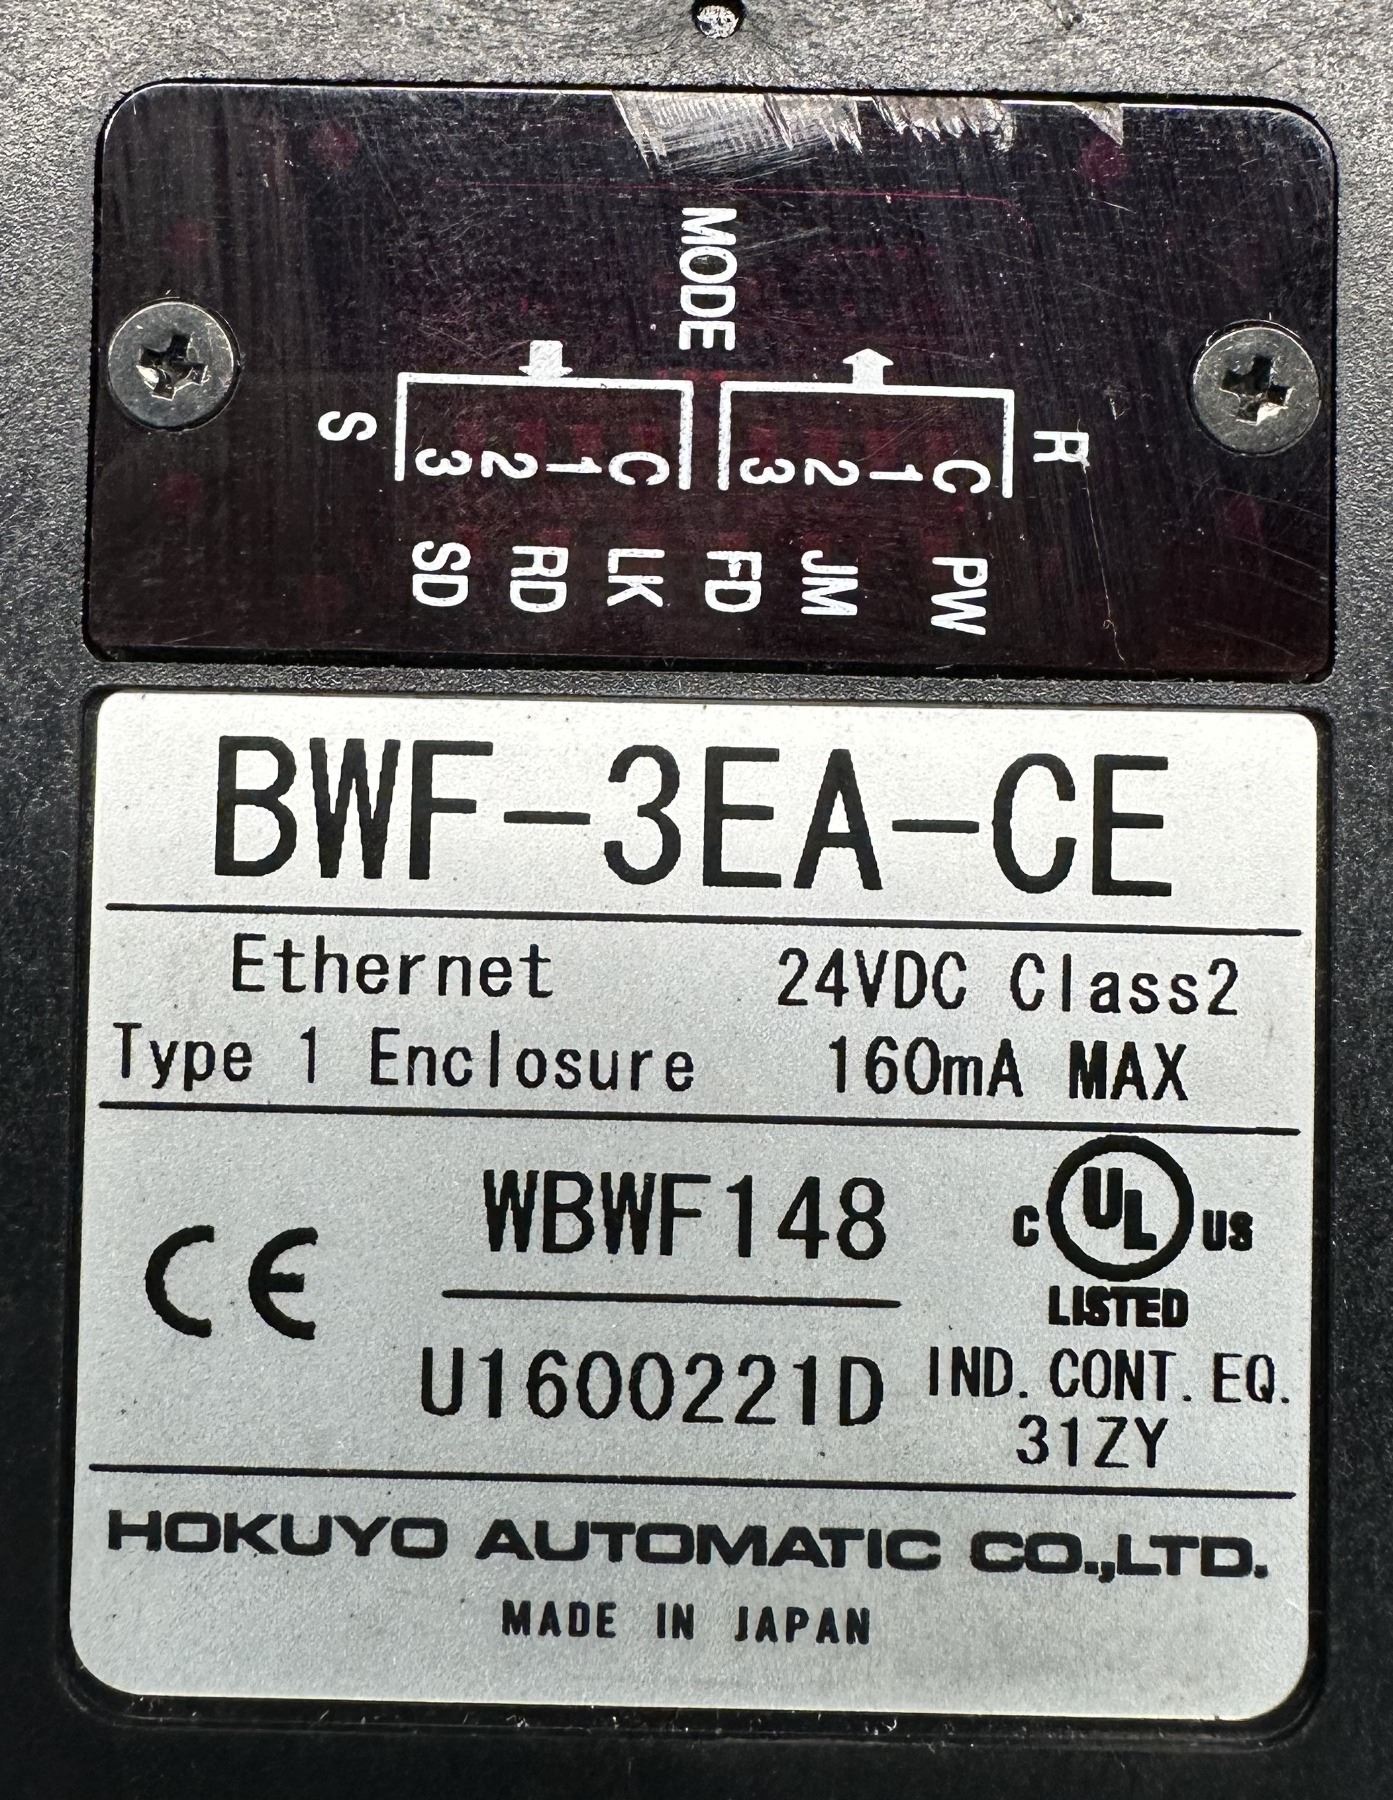 MODE
R
C 1 2 3
C 1 2 3
S
PW JM FD LK RD SD
BWF-3EA-CE
Ethernet 24VDC Class2
Type 1 Enclosure 160mA MAX
CE WBWF148 C UL US
LISTED
U1600221D IND. CONT. EQ.
31ZY
HOKUYO AUTOMATIC CO.,LTD.
MADE IN JAPAN